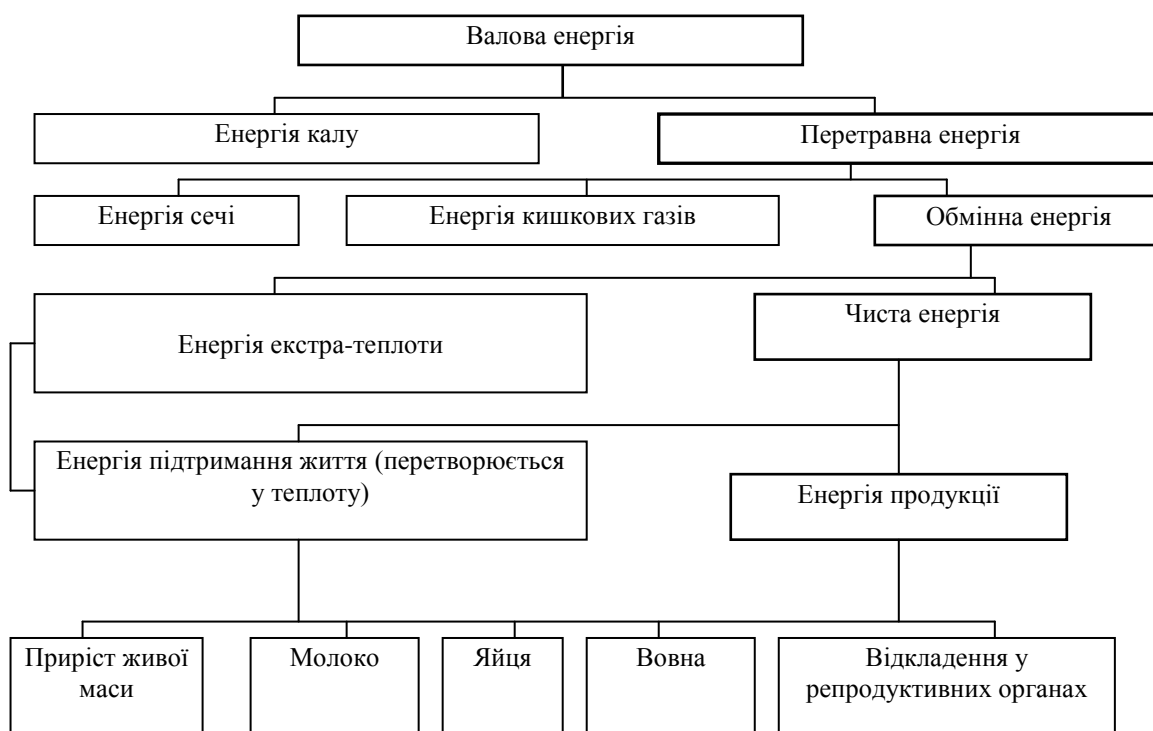 Валова енергія
Енергія калу
Перетравна енергія
Енергія сечі
Енергія кишкових газів
Обмінна енергія
Енергія екстра-теплоти
Чиста енергія
Енергія підтримання життя (перетворюється
у теплоту)
Енергія продукції
Приріст живої
маси
Молоко
Яйця
Вовна
Відкладення у
репродуктивних органах